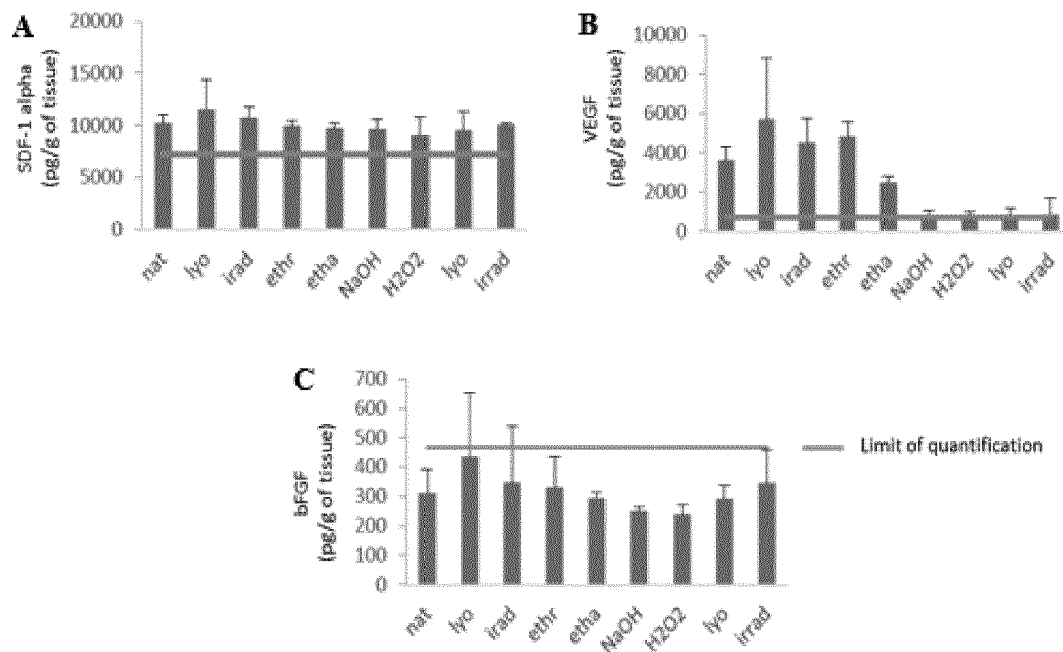 A
SDF-1 alpha
(pg/g of tissue)
20000
15000
10000
5000
0
nat
lyo
irad
ethr
etha
NaOH
H2O2
lyo
irrad
B
VEGF
(pg/g of tissue)
10000
8000
6000
4000
2000
0
nat
lyo
irad
ethr
etha
NaOH
H2O2
lyo
irrad
C
bFGF
(pg/g of tissue)
700
600
500
400
300
200
100
0
nat
lyo
irad
ethr
etha
NaOH
H2O2
lyo
irrad
Limit of quantification